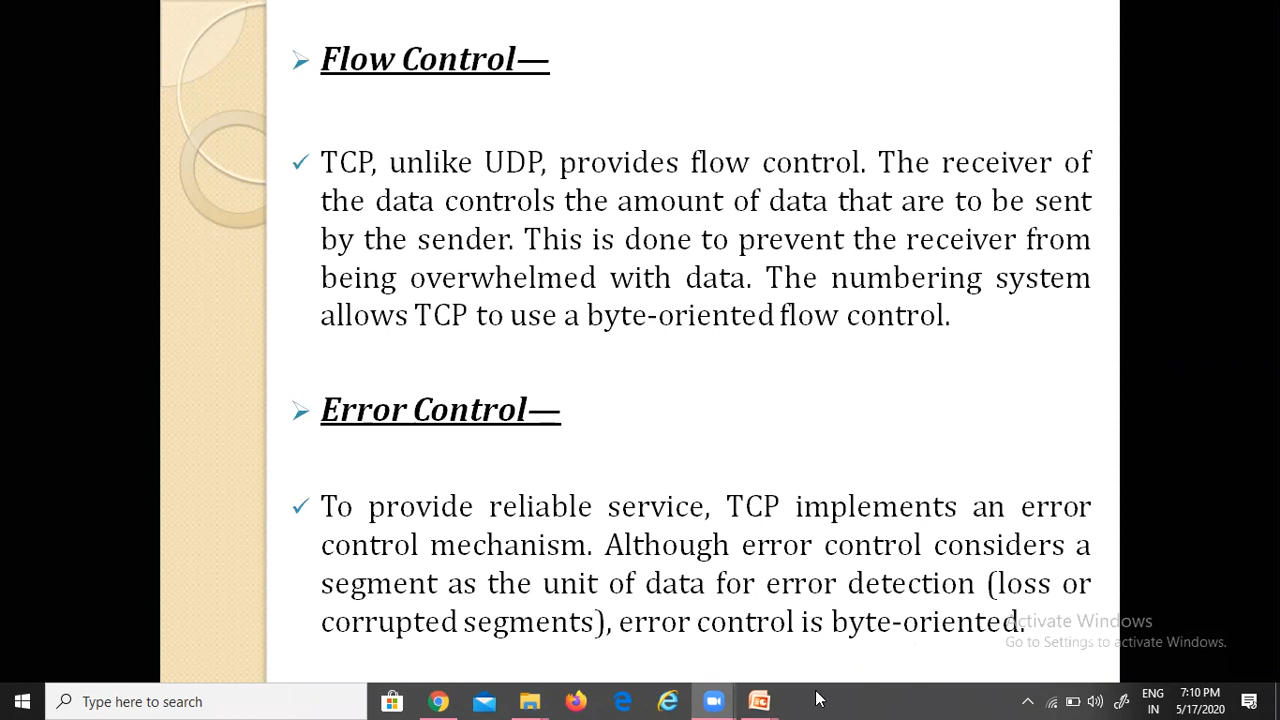 Flow Control—
TCP, unlike UDP, provides flow control. The receiver of
the data controls the amount of data that are to be sent
by the sender. This is done to prevent the receiver from
being overwhelmed with data. The numbering system
allows TCP to use a byte-oriented flow control.
Error Control—
To provide reliable service, TCP implements an error
control mechanism. Although error control considers a
segment as the unit of data for error detection (loss or
corrupted segments), error control is byte-oriented.
Activate Windows
Go to Settings to activate Windows.
Type here to search
ENG
IN
7:10 PM
5/17/2020